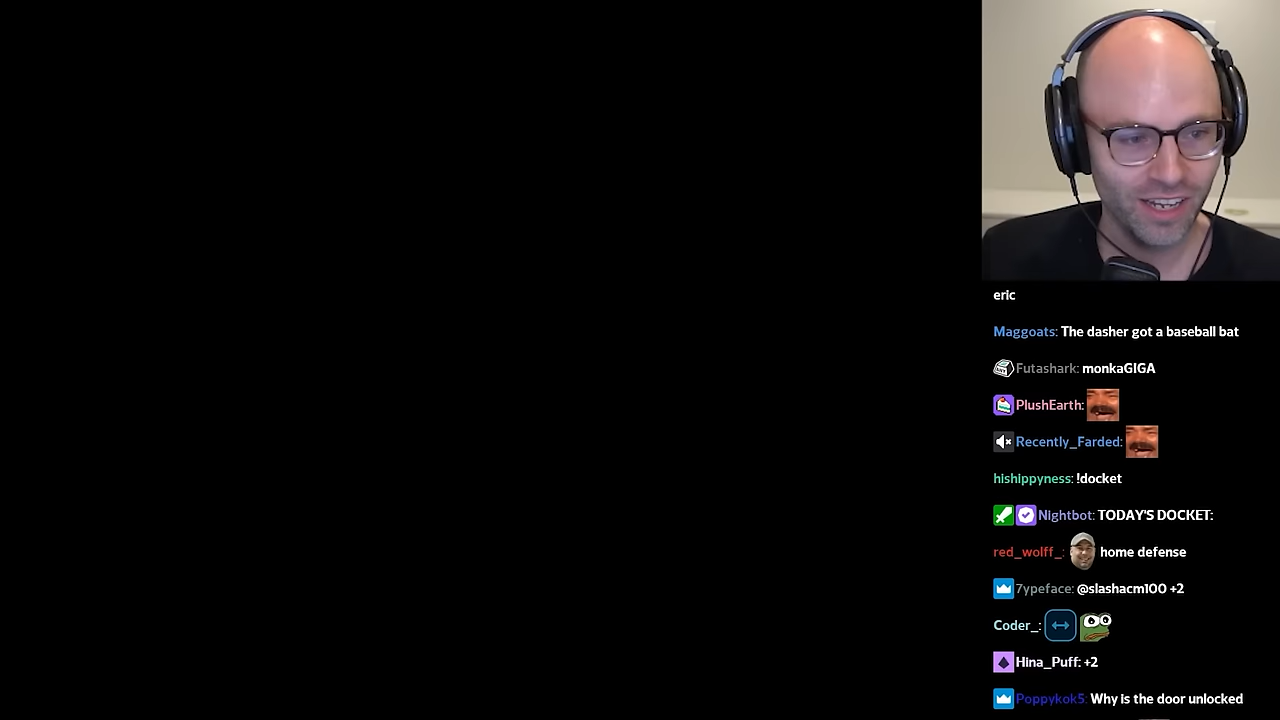 eric
Maggoats: The dasher got a baseball bat
Futashark: monkaGIGA
PlushEarth:
Recently_Farded:
hishippyness: !docket
Nightbot: TODAY'S DOCKET:
red_wolff_: home defense
7ypeface: @slashacm100 +2
Coder_:
Hina_Puff: +2
Poppykok5: Why is the door unlocked